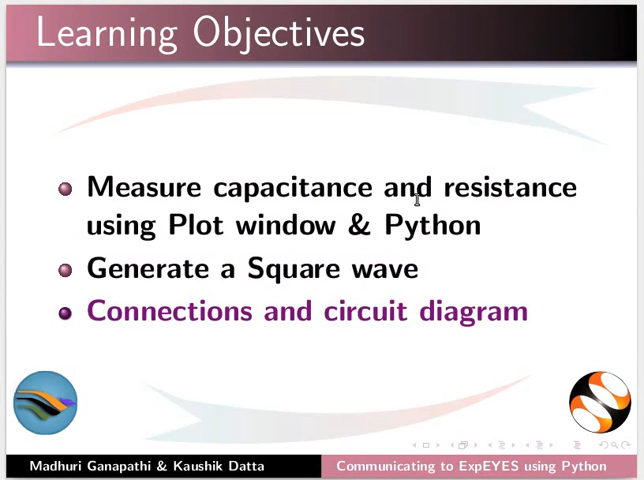 Learning Objectives
Measure capacitance and resistance
using Plot window & Python
Generate a Square wave
Connections and circuit diagram
Madhuri Ganapathi & Kaushik Datta
Communicating to ExpEYES using Python